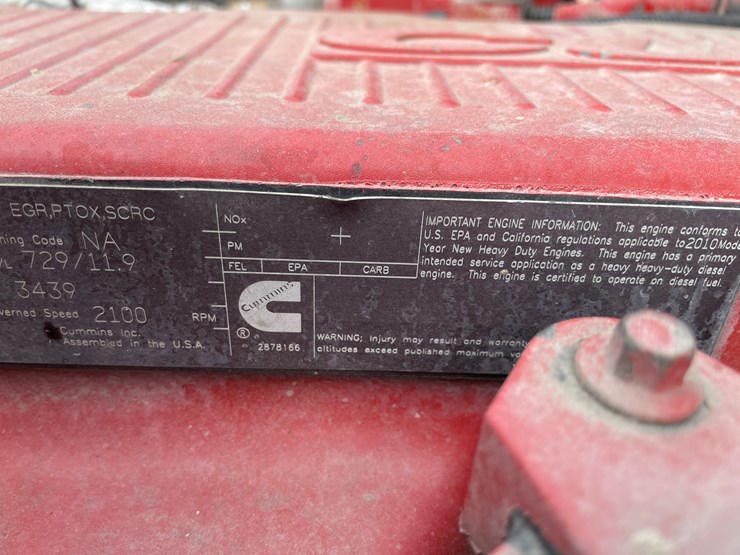 EGR,PTOX,SCRC
ning Code NA
729/11.9
3439
verned Speed 2100 RPM
Cummins Inc.
Assembled in the U.S.A.
NOx
PM
FEL EPA CARB
Cummins
® 2878166
IMPORTANT ENGINE INFORMATION: This engine conforms to
U.S. EPA and California regulations applicable to 2010 Mode
Year New Heavy Duty Engines. This engine has a primary
intended service application as a heavy heavy-duty diesel
engine. This engine is certified to operate on diesel fuel.
WARNING: Injury may result and warranty
altitudes exceed published maximum va